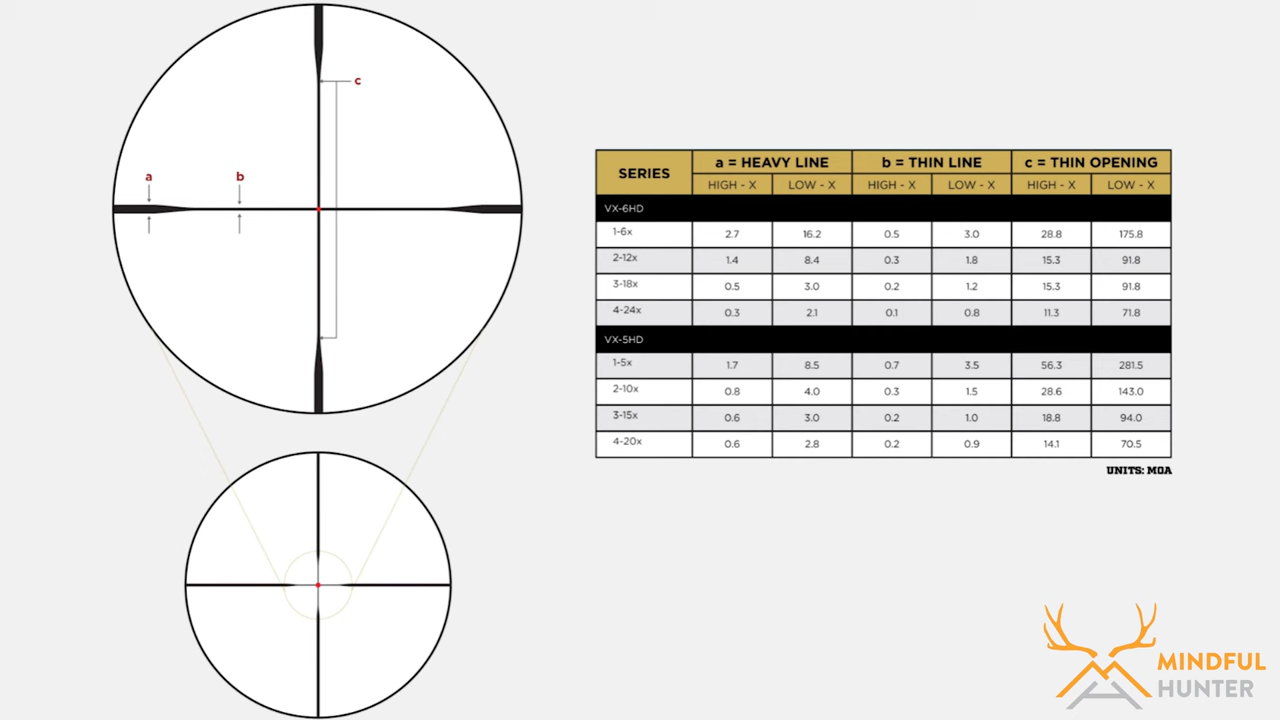 c
a
b
SERIES a = HEAVY LINE b = THIN LINE c = THIN OPENING
HIGH - X LOW - X HIGH - X LOW - X HIGH - X LOW - X
VX-6HD
1-6x 2.7 16.2 0.5 3.0 28.8 175.8
2-12x 1.4 8.4 0.3 1.8 15.3 91.8
3-18x 0.5 3.0 0.2 1.2 15.3 91.8
4-24x 0.3 2.1 0.1 0.8 11.3 71.8
VX-5HD
1-5x 1.7 8.5 0.7 3.5 56.3 281.5
2-10x 0.8 4.0 0.3 1.5 28.6 143.0
3-15x 0.6 3.0 0.2 1.0 18.8 94.0
4-20x 0.6 2.8 0.2 0.9 14.1 70.5
UNITS: MOA
MINDFUL
HUNTER